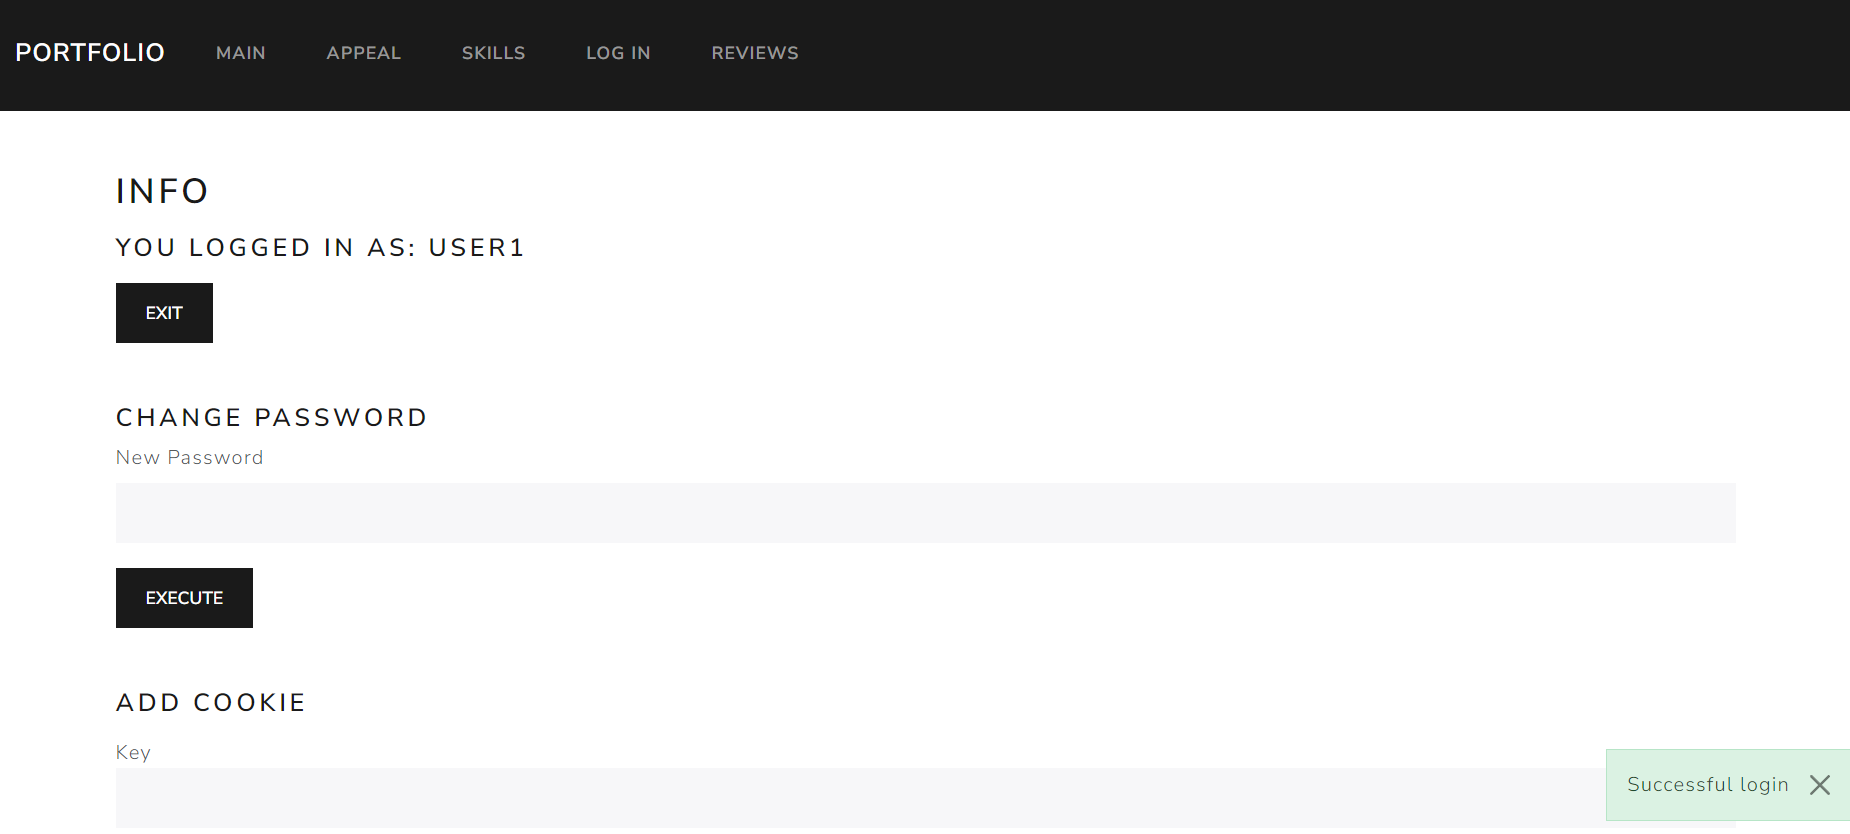 PORTFOLIO MAIN APPEAL SKILLS LOG IN REVIEWS
INFO
YOU LOGGED IN AS: USER1
EXIT
CHANGE PASSWORD
New Password
EXECUTE
ADD COOKIE
Key
Successful login